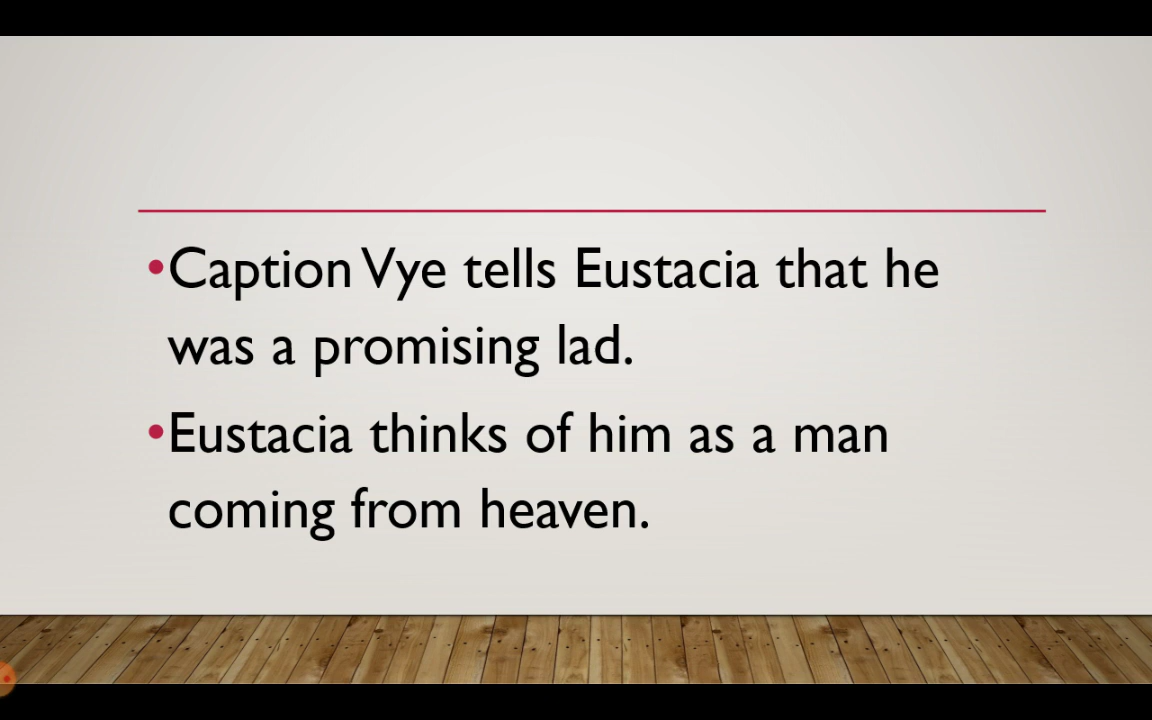 •Caption Vye tells Eustacia that he
was a promising lad.
•Eustacia thinks of him as a man
coming from heaven.